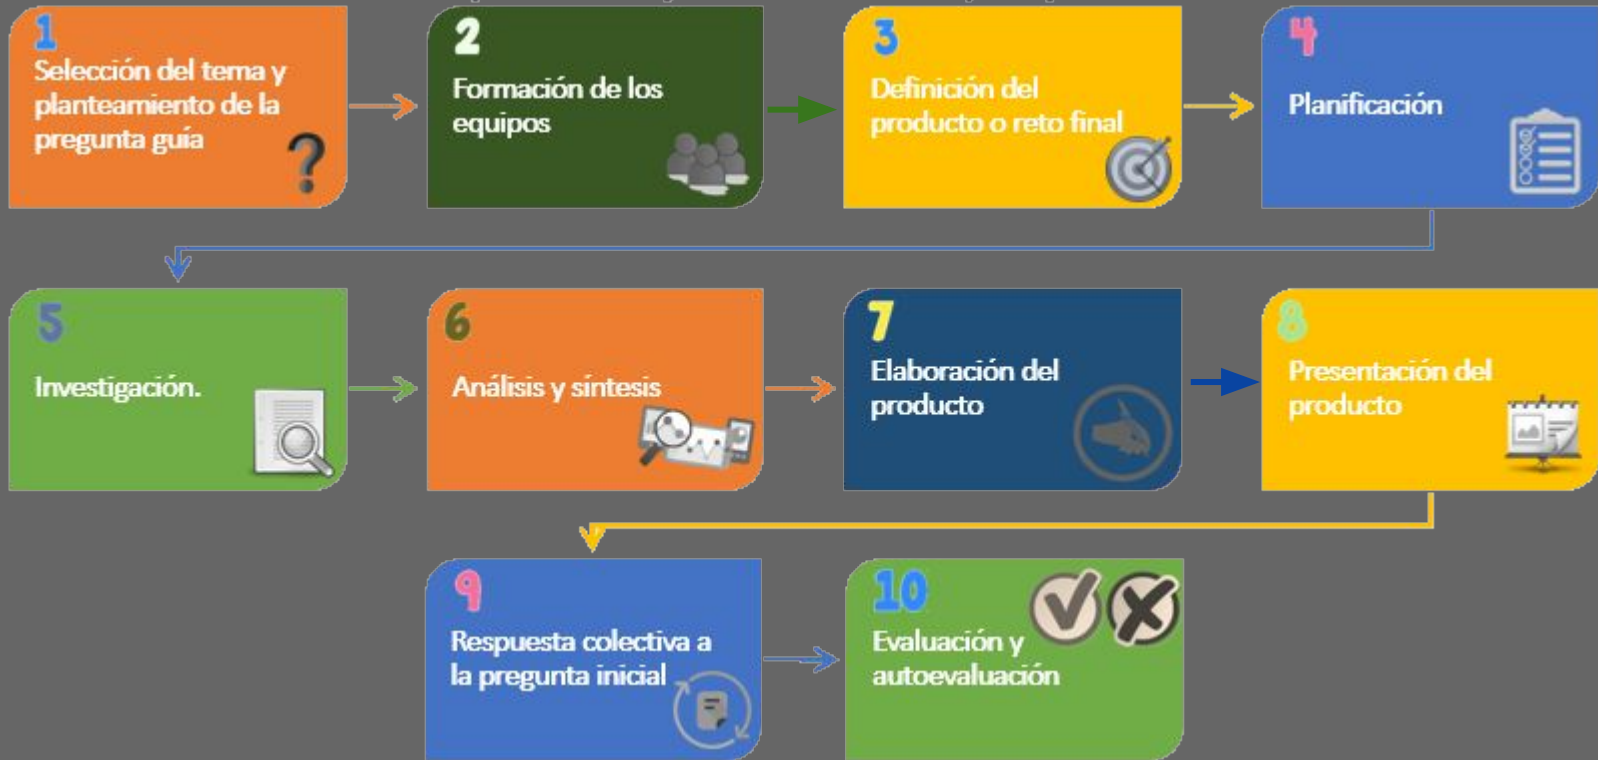 1
Selección del tema y
planteamiento de la
pregunta guía
2
Formación de los
equipos
3
Definición del
producto o reto final
4
Planificación
5
Investigación.
6
Análisis y síntesis
7
Elaboración del
producto
8
Presentación del
producto
9
Respuesta colectiva a
la pregunta inicial
10
Evaluación y
autoevaluación